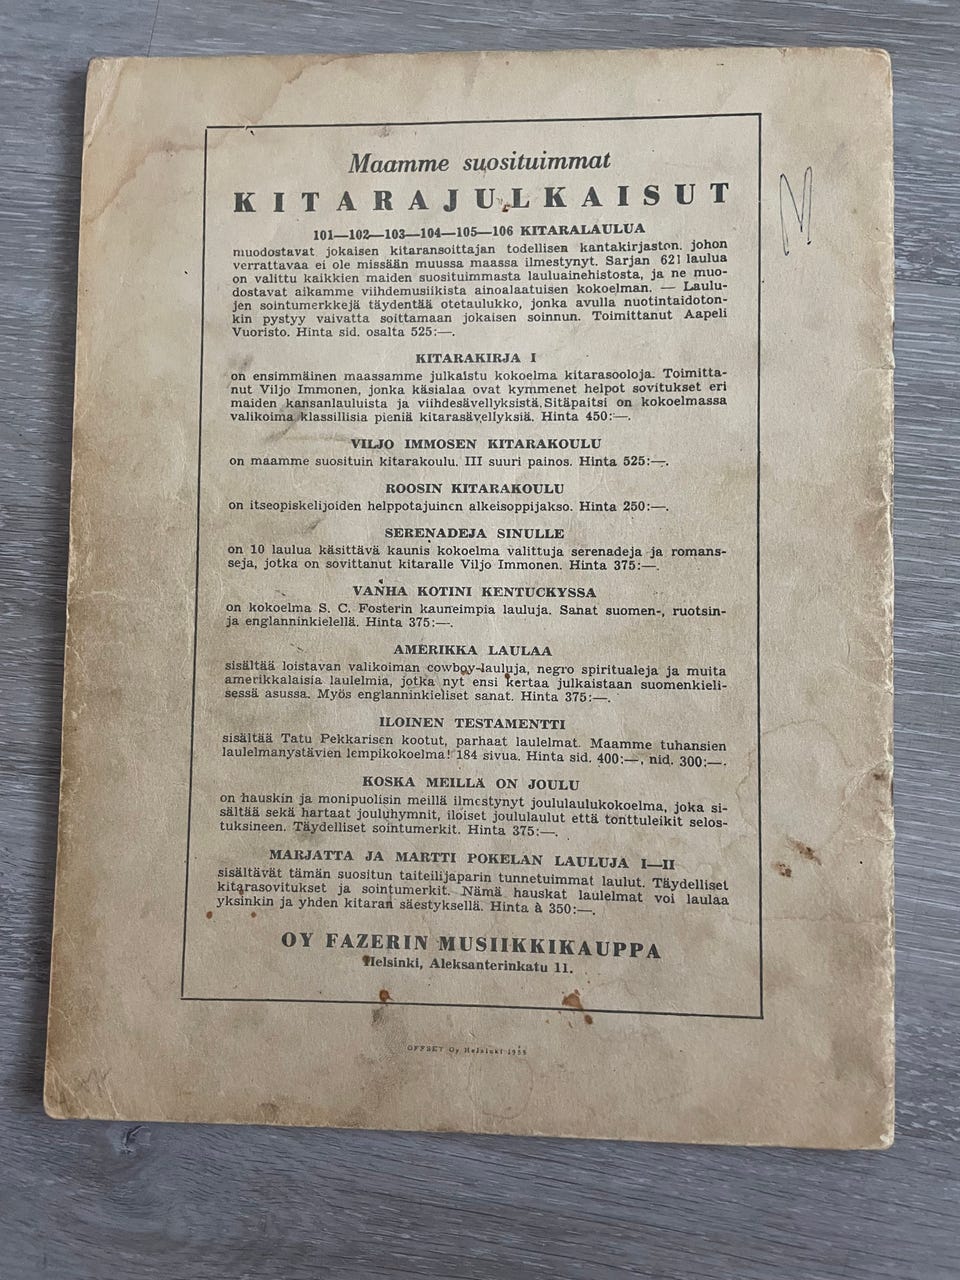 Maamme suosituimmat
KITARAJULKAISUT
101—102—103—104—105—106 KITARALAULUA
muodostavat jokaisen kitaransoittajan todellisen kantakirjaston, johon
verrattavaa ei ole missään muussa maassa ilmestynyt. Sarjan 621 laulua
on valittu kaikkien maiden suosituimmasta lauluainehistosta, ja ne muo-
dostavat aikamme viihdemusiikista ainoalaatuisen kokoelman. — Laulu-
jen sointumerkkejä täydentää otetaulukko, jonka avulla nuotintaidoton-
kin pystyy vaivatta soittamaan jokaisen soinnun. Toimittanut Aapeli
Vuoristo. Hinta sid. osalta 525:—.
KITARAKIRJA I
on ensimmäinen maassamme julkaistu kokoelma kitarasooloja. Toimitta-
nut Viljo Immonen, jonka käsialaa ovat kymmenet helpot sovitukset eri
maiden kansanlauluista ja viihdesävellyksistä. Sitäpaitsi on kokoelmassa
valikoima klassillisia pieniä kitarasävellyksiä. Hinta 450:—.
VILJO IMMOSEN KITARAKOULU
on maamme suosituin kitarakoulu. III suuri painos. Hinta 525:—.
ROOSIN KITARAKOULU
on itseopiskelijoiden helppotajuinen alkeisoppijakso. Hinta 250:—.
SERENADEJA SINULLE
on 10 laulua käsittävä kaunis kokoelma valittuja serenadeja ja romans-
seja, jotka on sovittanut kitaralle Viljo Immonen. Hinta 375:—.
VANHA KOTINI KENTUCKYSSA
on kokoelma S. C. Fosterin kauneimpia lauluja. Sanat suomen-, ruotsin-
ja englanninkielellä. Hinta 375:—.
AMERIKKA LAULAA
sisältää loistavan valikoiman cowboy-lauluja, negro spiritualeja ja muita
amerikkalaisia laulelmia, jotka nyt ensi kertaa julkaistaan suomenkieli-
sessä asussa. Myös englanninkieliset sanat. Hinta 375:—.
ILOINEN TESTAMENTTI
sisältää Tatu Pekkarisen kootut, parhaat laulelmat. Maamme tuhansien
laulelmanystävien lempikokoelma! 184 sivua. Hinta sid. 400:—, nid. 300:—.
KOSKA MEILLÄ ON JOULU
on hauskin ja monipuolisin meillä ilmestynyt joululaulukokoelma, joka si-
sältää sekä hartaat jouluhymnit, iloiset joululaulut että tonttuleikit selos-
tuksineen. Täydelliset sointumerkit. Hinta 375:—.
MARJATTA JA MARTTI POKELAN LAULUJA I—II
sisältävät tämän suositun taiteilijaparin tunnetuimmat laulut. Täydelliset
kitarasovitukset ja sointumerkit. Nämä hauskat laulelmat voi laulaa
yksinkin ja yhden kitaran säestyksellä. Hinta à 350:—.
OY FAZERIN MUSIIKKIKAUPPA
Helsinki, Aleksanterinkatu 11.
OFFSET Oy Helsinki 1955
M